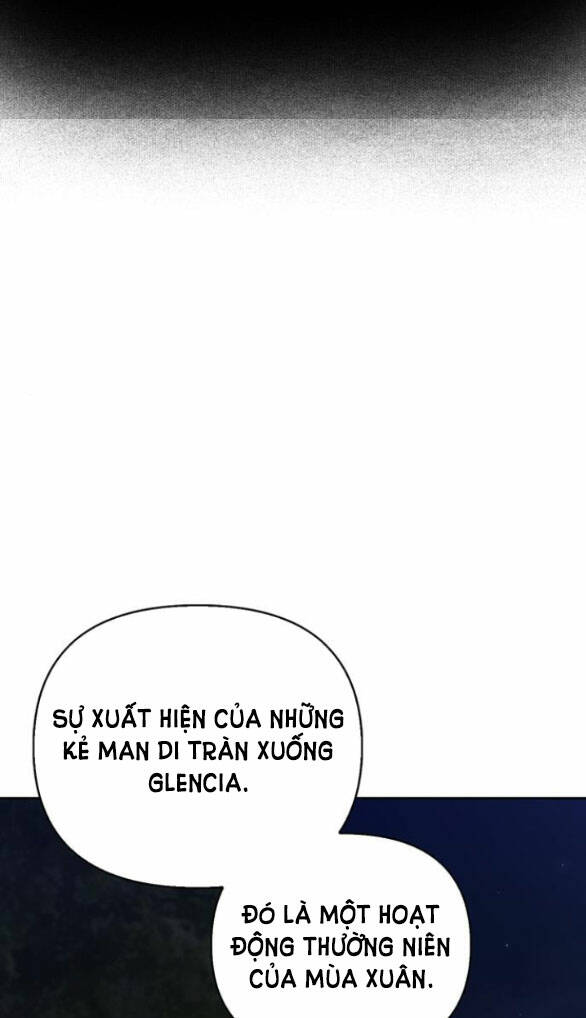 SỰ XUẤT HIỆN CỦA NHỮNG
KẺ MAN DI TRÀN XUỐNG
GLENCIA.
ĐÓ LÀ MỘT HOẠT
ĐỘNG THƯỜNG NIÊN
CỦA MÙA XUÂN.